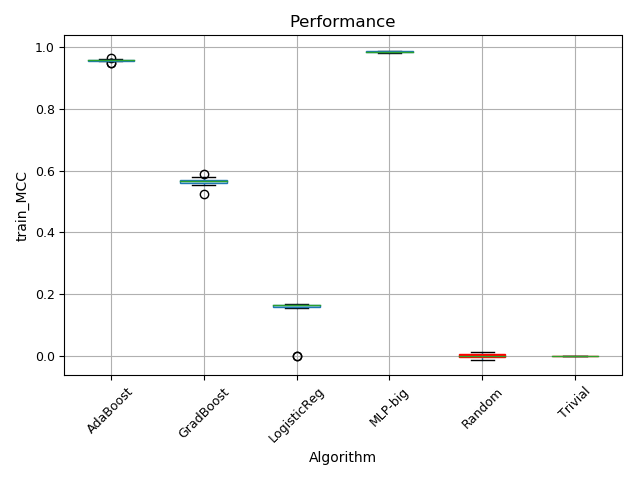 Performance
1.0
0.8
0.6
0.4
0.2
0.0
train_MCC
AdaBoost
GradBoost
LogisticReg
MLP-big
Random
Trivial
Algorithm